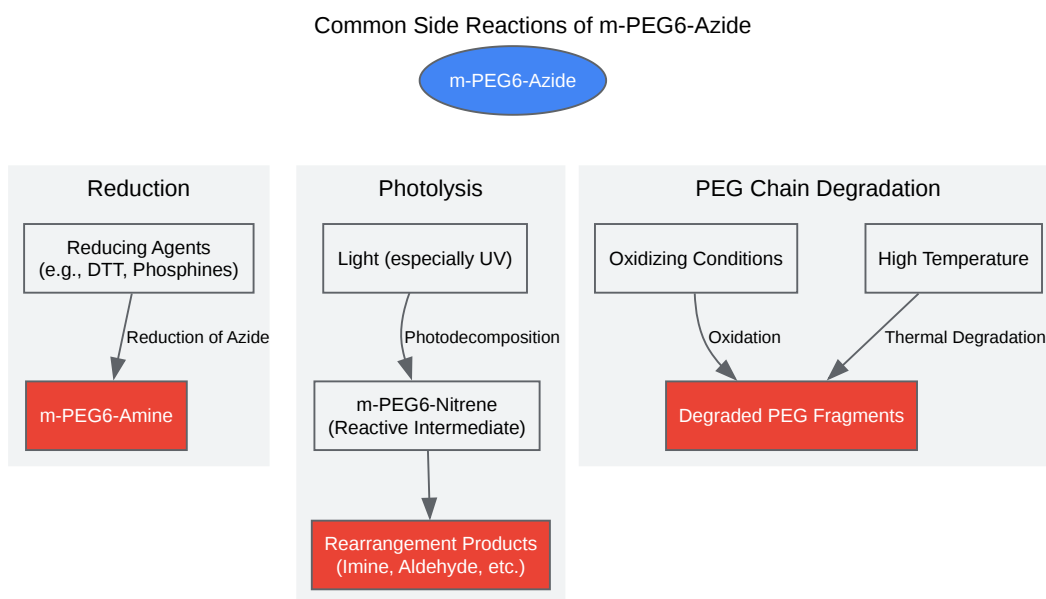 Common Side Reactions of m-PEG6-Azide
m-PEG6-Azide
Reduction
Reducing Agents
(e.g., DTT, Phosphines)
Reduction of Azide
m-PEG6-Amine
Photolysis
Light (especially UV)
Photodecomposition
m-PEG6-Nitrene
(Reactive Intermediate)
Rearrangement Products
(Imine, Aldehyde, etc.)
PEG Chain Degradation
Oxidizing Conditions
High Temperature
Oxidation
Thermal Degradation
Degraded PEG Fragments